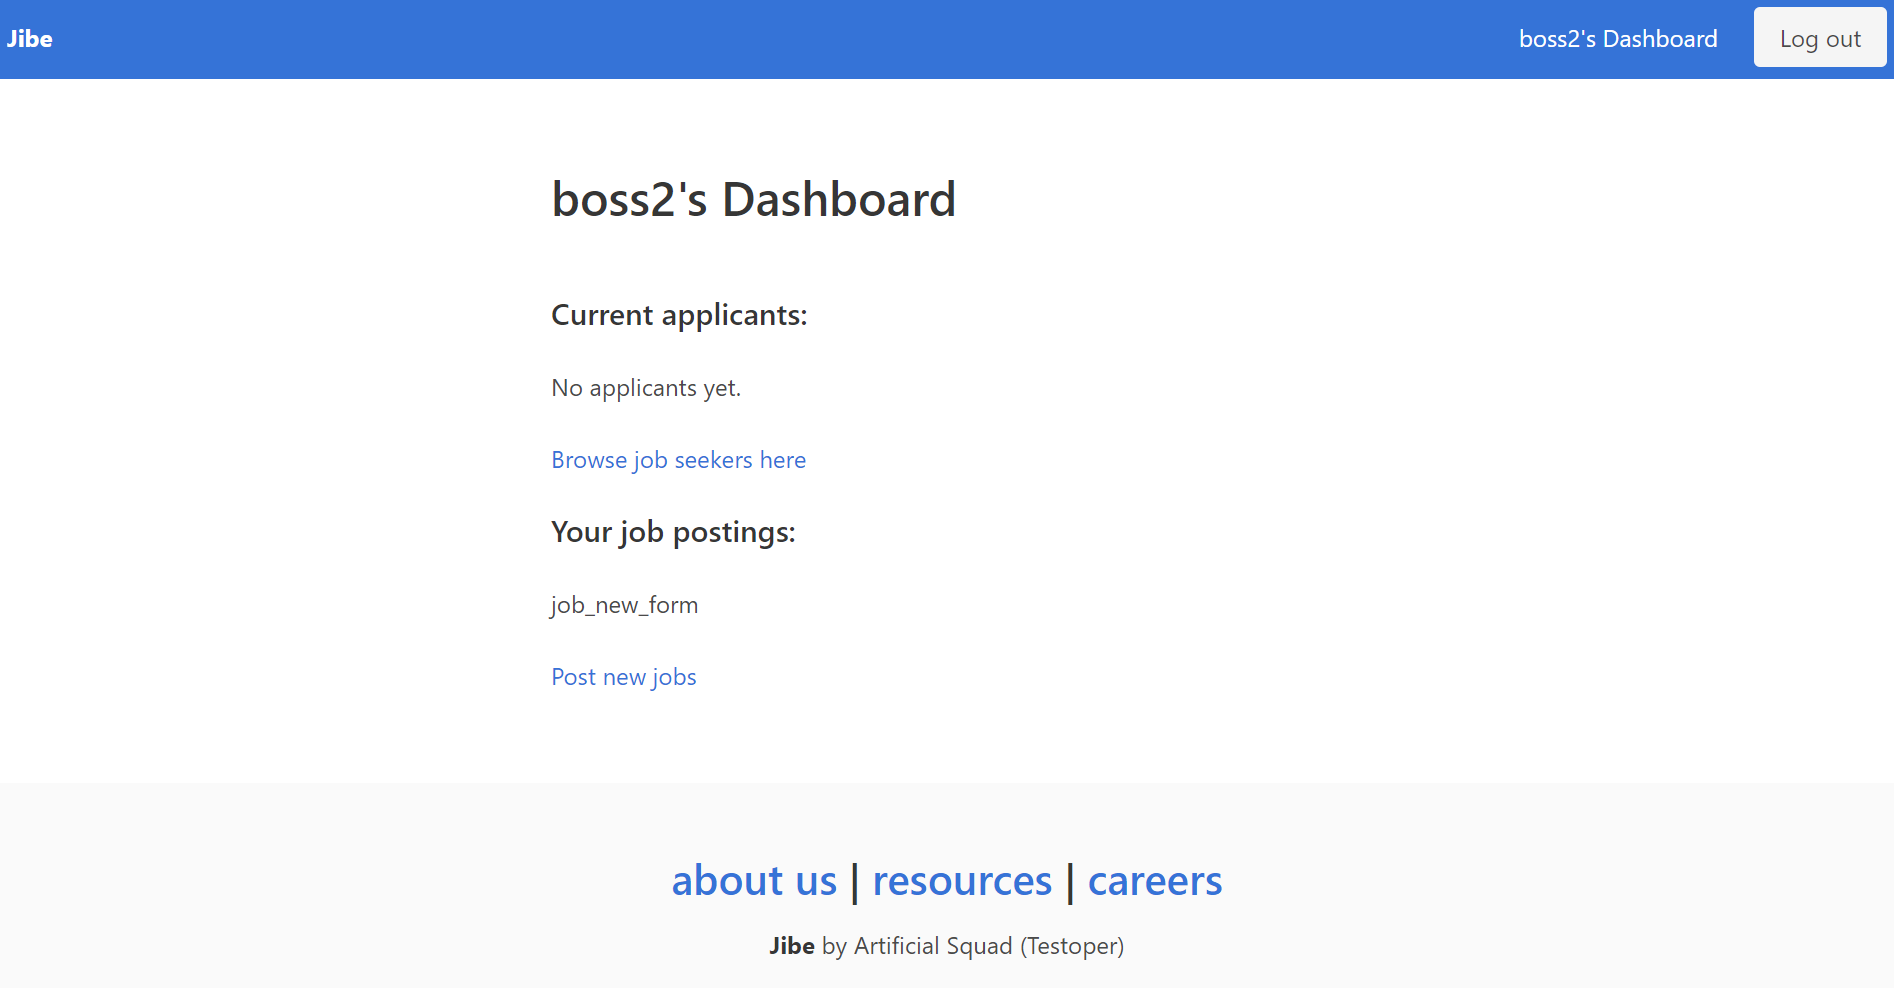 Jibe
boss2's Dashboard
Log out
boss2's Dashboard
Current applicants:
No applicants yet.
Browse job seekers here
Your job postings:
job_new_form
Post new jobs
about us | resources | careers
Jibe by Artificial Squad (Testoper)